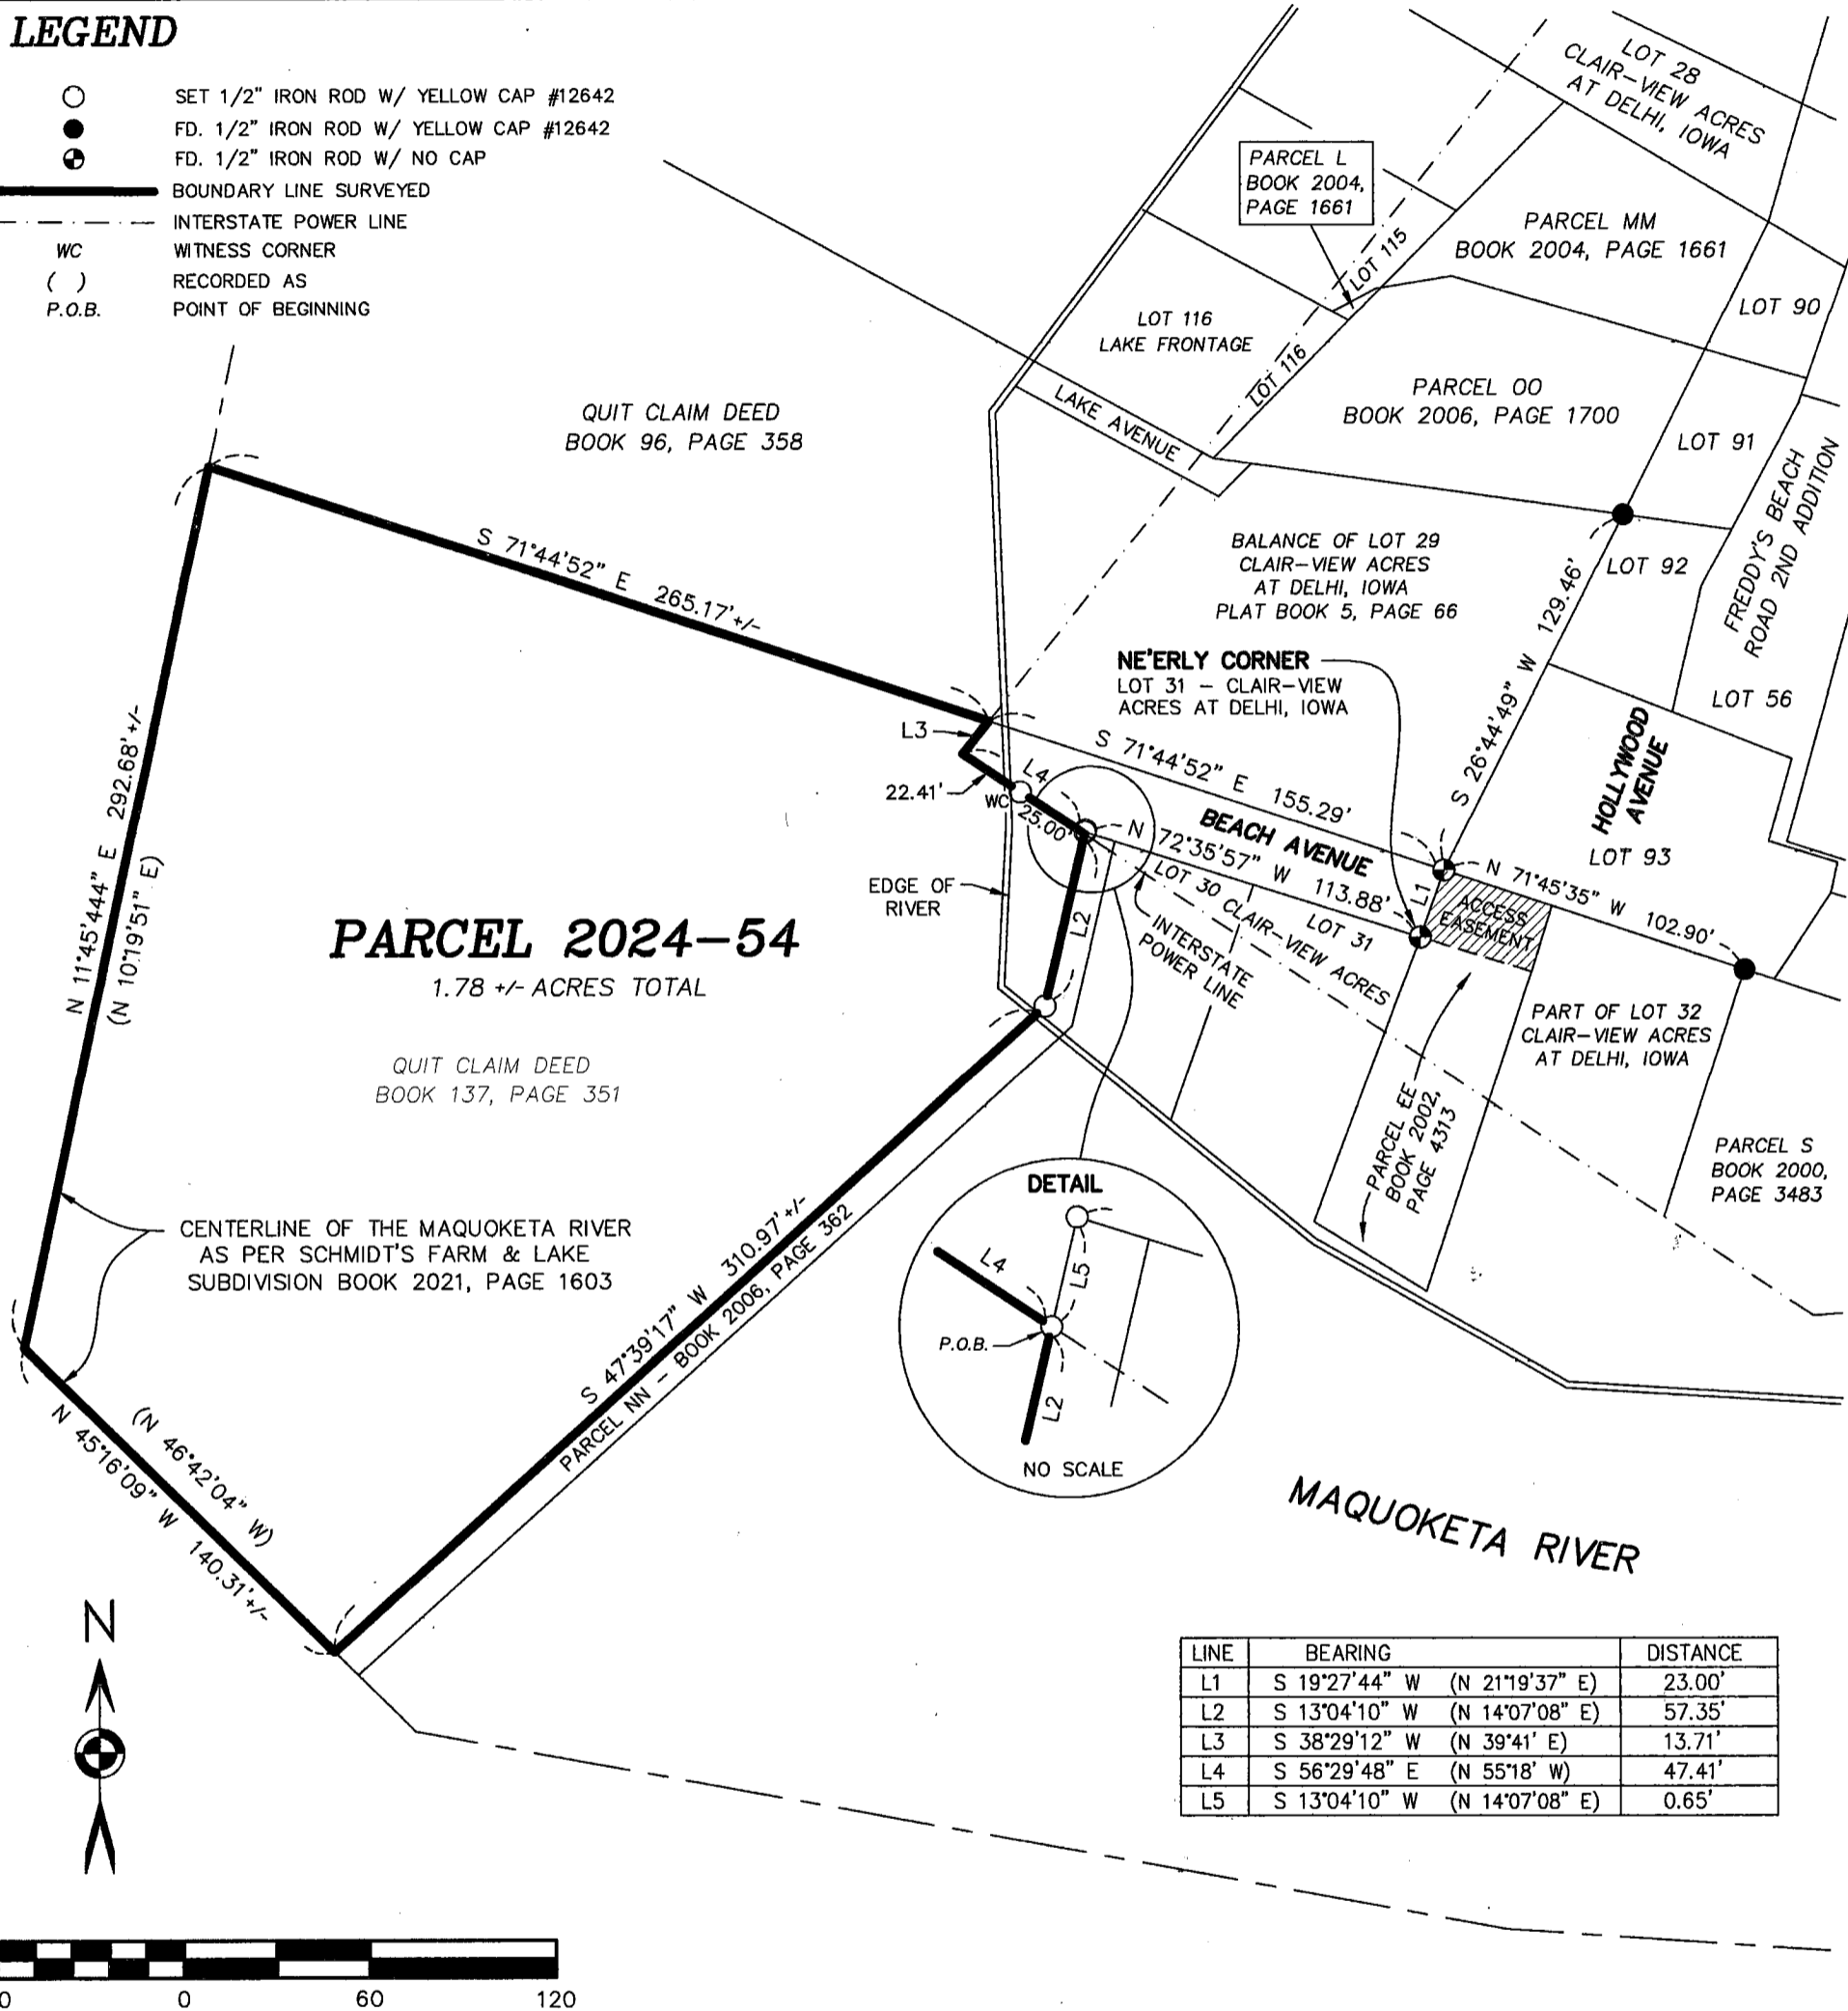 LEGEND
SET 1/2" IRON ROD W/ YELLOW CAP #12642
FD. 1/2" IRON ROD W/ YELLOW CAP #12642
FD. 1/2" IRON ROD W/ NO CAP
BOUNDARY LINE SURVEYED
INTERSTATE POWER LINE
WC WITNESS CORNER
( ) RECORDED AS
P.O.B. POINT OF BEGINNING
LOT 28
CLAIR-VIEW ACRES
AT DELHI, IOWA
PARCEL L
BOOK 2004,
PAGE 1661
LOT 115
PARCEL MM
BOOK 2004, PAGE 1661
LOT 90
LOT 116
LAKE FRONTAGE
LOT 116
PARCEL OO
BOOK 2006, PAGE 1700
LOT 91
LAKE AVENUE
QUIT CLAIM DEED
BOOK 96, PAGE 358
FREDDY'S BEACH
ROAD 2ND ADDITION
S 71°44'52" E 265.17'+/-
BALANCE OF LOT 29
CLAIR-VIEW ACRES
AT DELHI, IOWA
PLAT BOOK 5, PAGE 66
LOT 92
S 26°44'49" W 129.46'
NE'ERLY CORNER
LOT 31 - CLAIR-VIEW
ACRES AT DELHI, IOWA
LOT 56
HOLLYWOOD
AVENUE
LOT 93
L3
L4
22.41'
WC
25.00'
S 71°44'52" E 155.29'
BEACH AVENUE
N 72°35'57" W 113.88'
L1
N 71°45'35" W 102.90'
ACCESS
EASEMENT
EDGE OF
RIVER
L2
LOT 30 CLAIR-VIEW ACRES
LOT 31
INTERSTATE
POWER LINE
N 11°45'44" E 292.68'+/-
(N 10°19'51" E)
PARCEL 2024-54
1.78 +/- ACRES TOTAL
QUIT CLAIM DEED
BOOK 137, PAGE 351
PART OF LOT 32
CLAIR-VIEW ACRES
AT DELHI, IOWA
PARCEL EE
BOOK 2002,
PAGE 4313
PARCEL S
BOOK 2000,
PAGE 3483
CENTERLINE OF THE MAQUOKETA RIVER
AS PER SCHMIDT'S FARM & LAKE
SUBDIVISION BOOK 2021, PAGE 1603
S 47°39'17" W 310.97'+/-
PARCEL NN - BOOK 2006, PAGE 362
DETAIL
L4
L5
P.O.B.
L2
NO SCALE
(N 46°42'04" W)
N 45°16'09" W 140.31'+/-
MAQUOKETA RIVER
N
LINE BEARING DISTANCE
L1 S 19°27'44" W (N 21°19'37" E) 23.00'
L2 S 13°04'10" W (N 14°07'08" E) 57.35'
L3 S 38°29'12" W (N 39°41' E) 13.71'
L4 S 56°29'48" E (N 55°18' W) 47.41'
L5 S 13°04'10" W (N 14°07'08" E) 0.65'
0 0 60 120